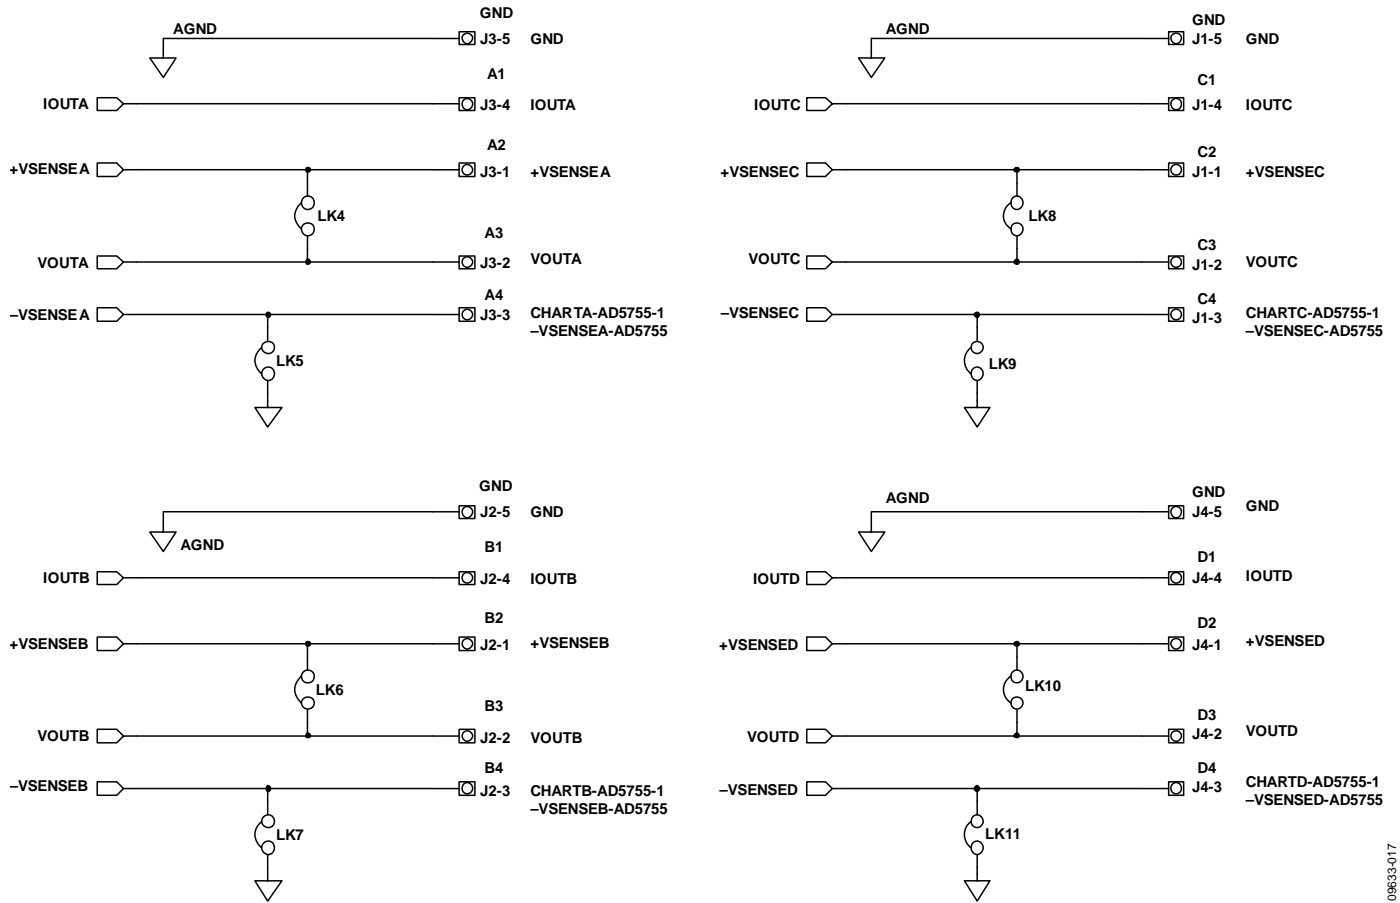 GND
AGND
J3-5 GND
A1
IOUTA
J3-4 IOUTA
A2
+VSENSEA
J3-1 +VSENSEA
LK4
A3
VOUTA
J3-2 VOUTA
A4
–VSENSEA
J3-3 CHARTA-AD5755-1
–VSENSEA-AD5755
LK5
GND
AGND
J1-5 GND
C1
IOUTC
J1-4 IOUTC
C2
+VSENSEC
J1-1 +VSENSEC
LK8
C3
VOUTC
J1-2 VOUTC
C4
–VSENSEC
J1-3 CHARTC-AD5755-1
–VSENSEC-AD5755
LK9
GND
J2-5 GND
AGND
B1
IOUTB
J2-4 IOUTB
B2
+VSENSEB
J2-1 +VSENSEB
LK6
B3
VOUTB
J2-2 VOUTB
B4
–VSENSEB
J2-3 CHARTB-AD5755-1
–VSENSEB-AD5755
LK7
GND
AGND
J4-5 GND
D1
IOUTD
J4-4 IOUTD
D2
+VSENSED
J4-1 +VSENSED
LK10
D3
VOUTD
J4-2 VOUTD
D4
–VSENSED
J4-3 CHARTD-AD5755-1
–VSENSED-AD5755
LK11
09633-017